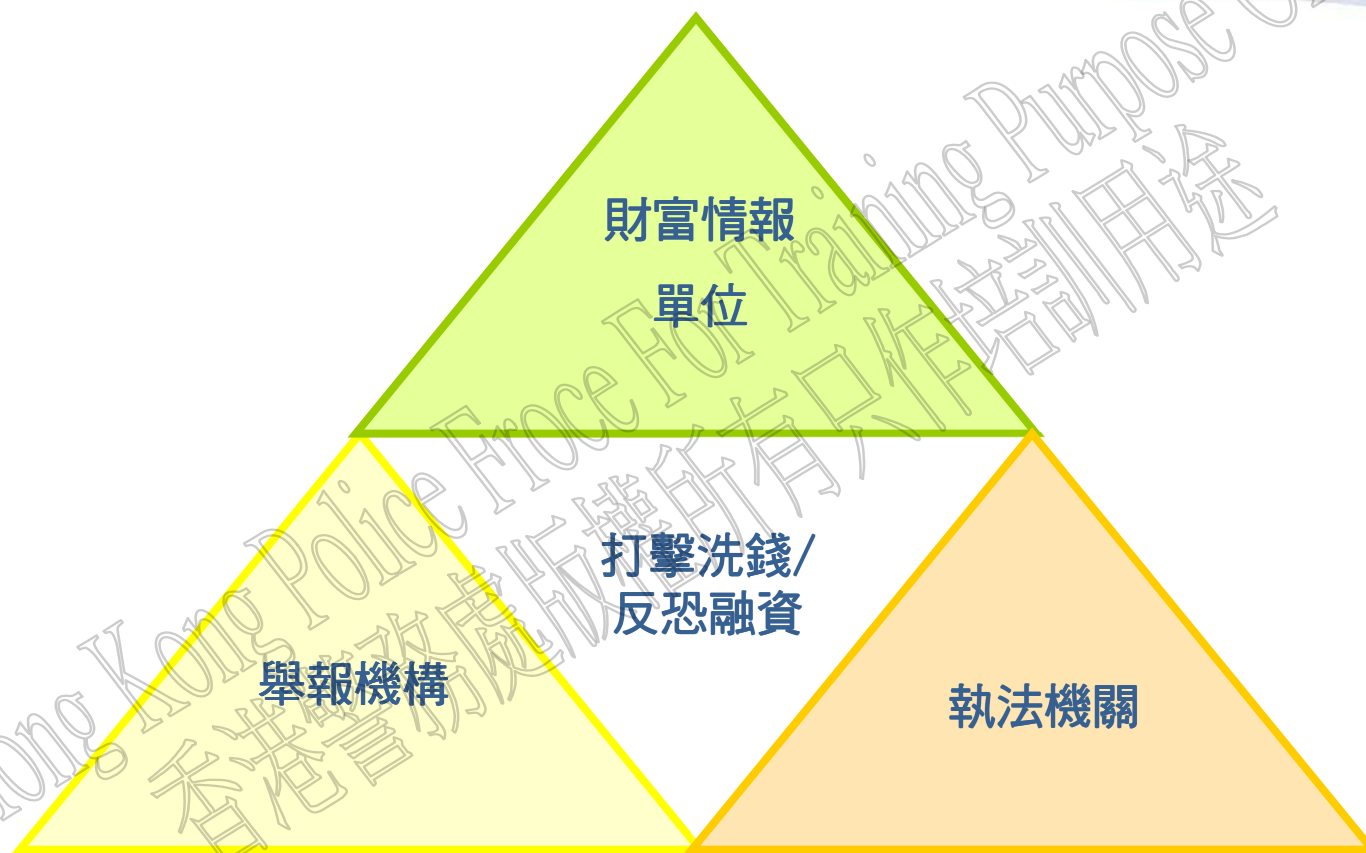 財富情報
單位
打擊洗錢/
反恐融資
舉報機構
執法機關
ong Kong Police Froce For Training Purpose O
香港警務處版權所有只作培訓用途